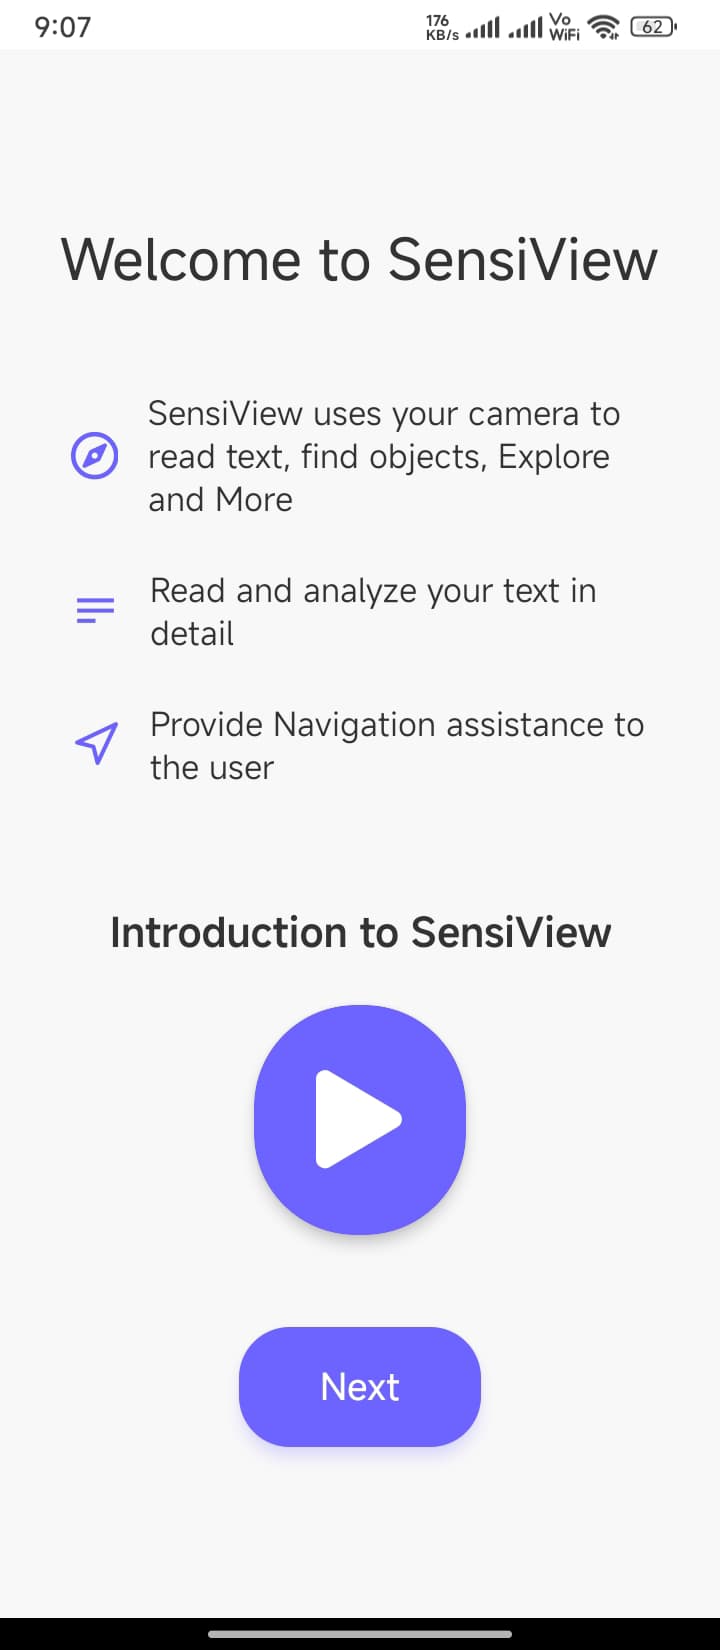 9:07
176
KB/s
Vo
WiFi
62
Welcome to SensiView
SensiView uses your camera to
read text, find objects, Explore
and More
Read and analyze your text in
detail
Provide Navigation assistance to
the user
Introduction to SensiView
Next